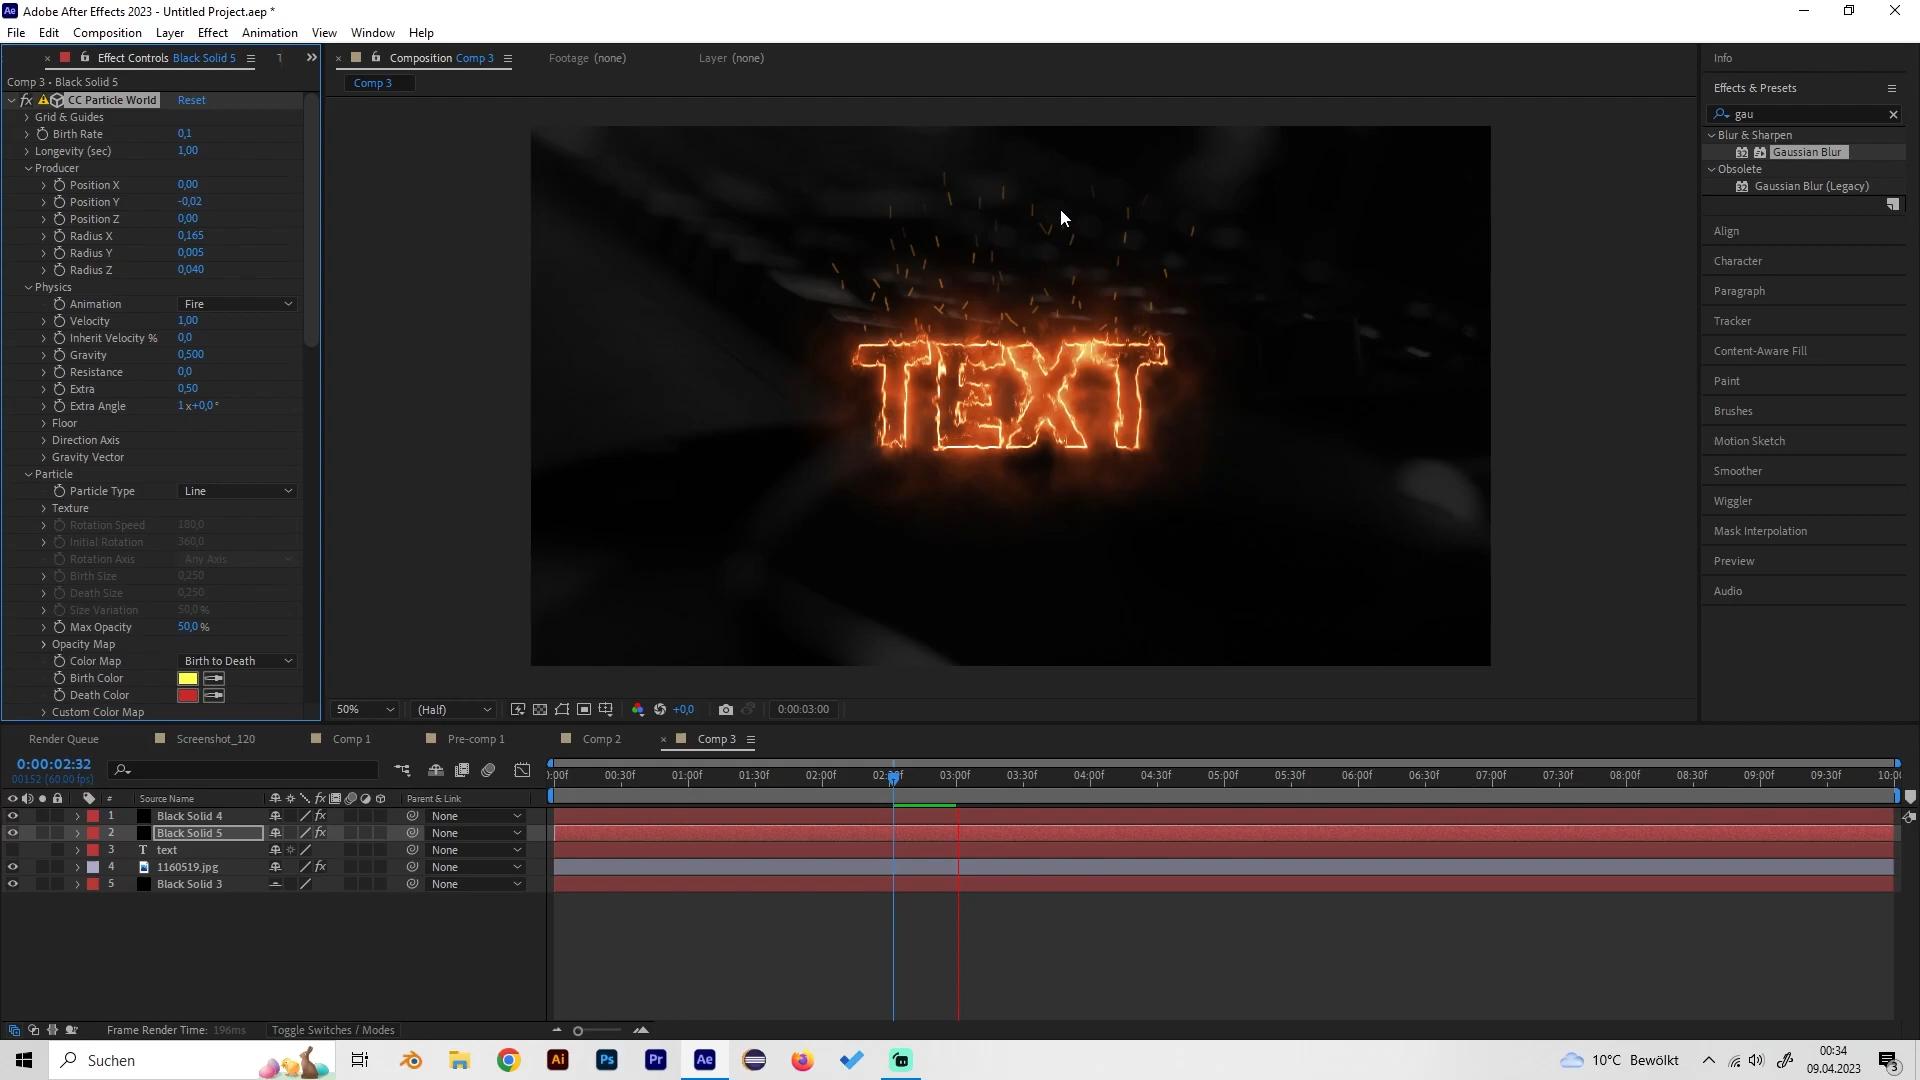 Adobe After Effects 2023 - Untitled Project.aep *
File Edit Composition Layer Effect Animation View Window Help
Effect Controls Black Solid 5
Composition Comp 3
Footage (none)
Layer (none)
Info
Comp 3 • Black Solid 5
Comp 3
Effects & Presets
fx CC Particle World Reset
gau
Grid & Guides
Birth Rate 0,1
Longevity (sec) 1,00
Producer
Position X 0,00
Position Y -0,02
Position Z 0,00
Radius X 0,165
Radius Y 0,005
Radius Z 0,040
Physics
Animation Fire
Velocity 1,00
Inherit Velocity % 0,0
Gravity 0,500
Resistance 0,0
Extra 0,50
Extra Angle 1x+0,0°
Floor
Direction Axis
Gravity Vector
Particle
Particle Type Line
Texture
Rotation Speed 180,0
Initial Rotation 360,0
Rotation Axis Any Axis
Birth Size 0,250
Death Size 0,250
Size Variation 50,0 %
Max Opacity 50,0 %
Opacity Map
Color Map Birth to Death
Birth Color
Death Color
Custom Color Map
TEXT
Blur & Sharpen
32 Gaussian Blur
Obsolete
32 Gaussian Blur (Legacy)
Align
Character
Paragraph
Tracker
Content-Aware Fill
Paint
Brushes
Motion Sketch
Smoother
Wiggler
Mask Interpolation
Preview
Audio
50% (Half) +0,0 0:00:03:00
Render Queue Screenshot_120 Comp 1 Pre-comp 1 Comp 2 Comp 3
0:00:02:32
00152 (60.00 fps)
:00f 00:30f 01:00f 01:30f 02:00f 03:00f 03:30f 04:00f 04:30f 05:00f 05:30f 06:00f 06:30f 07:00f 07:30f 08:00f 08:30f 09:00f 09:30f 10:0
# Source Name fx Parent & Link
1 Black Solid 4 fx None
2 Black Solid 5 fx None
3 T text None
4 1160519.jpg fx None
5 Black Solid 3 None
Frame Render Time: 196ms Toggle Switches / Modes
Suchen
Ai Ps Pr Ae
10°C Bewölkt
00:34
09.04.2023
3